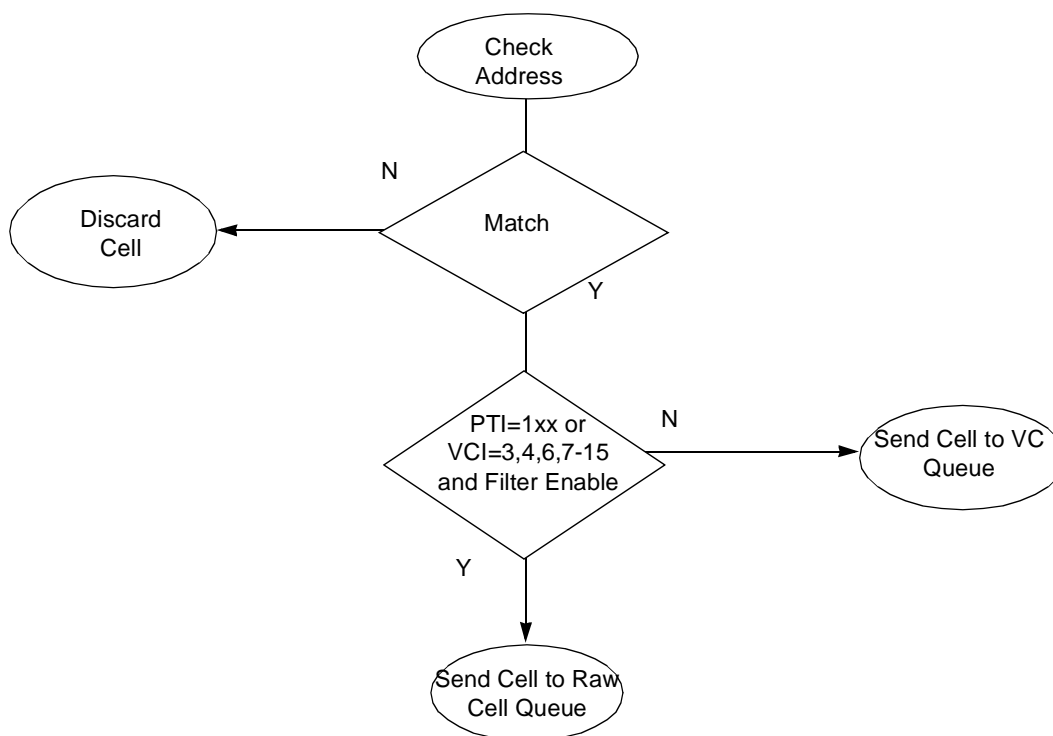 Check
Address
N
Match
Discard
Cell
Y
PTI=1xx or
VCI=3,4,6,7-15
and Filter Enable
N
Send Cell to VC
Queue
Y
Send Cell to Raw
Cell Queue